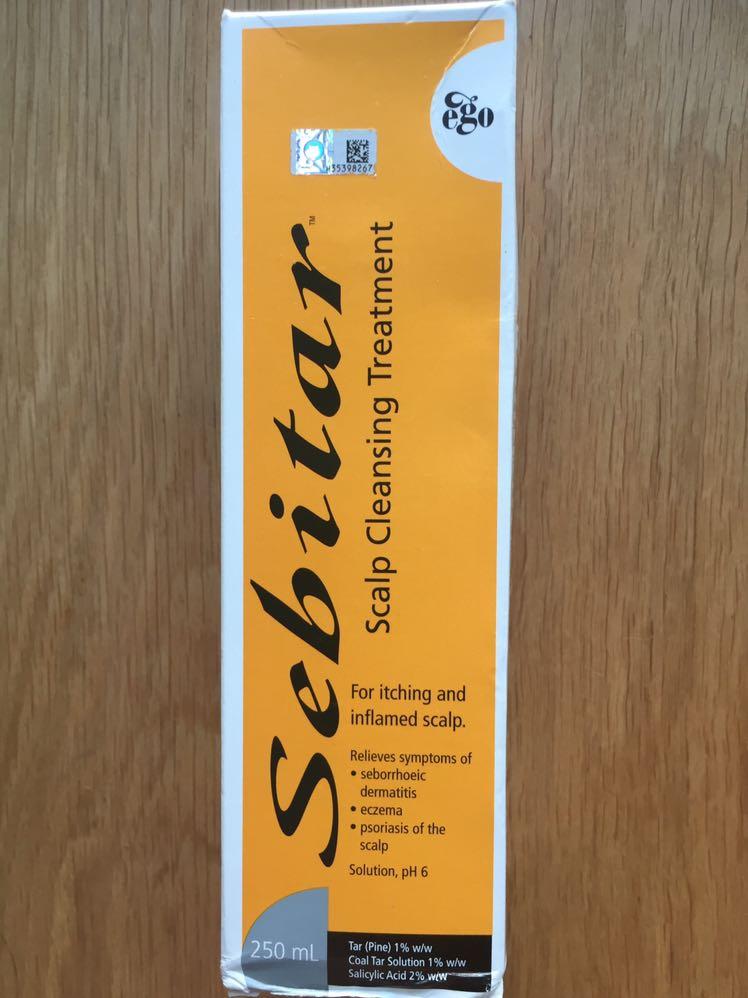 ego
H35398267
Sebitar™
Scalp Cleansing Treatment
For itching and
inflamed scalp.
Relieves symptoms of
• seborrhoeic
dermatitis
• eczema
• psoriasis of the
scalp
Solution, pH 6
250 mL
Tar (Pine) 1% w/w
Coal Tar Solution 1% w/w
Salicylic Acid 2% w/w